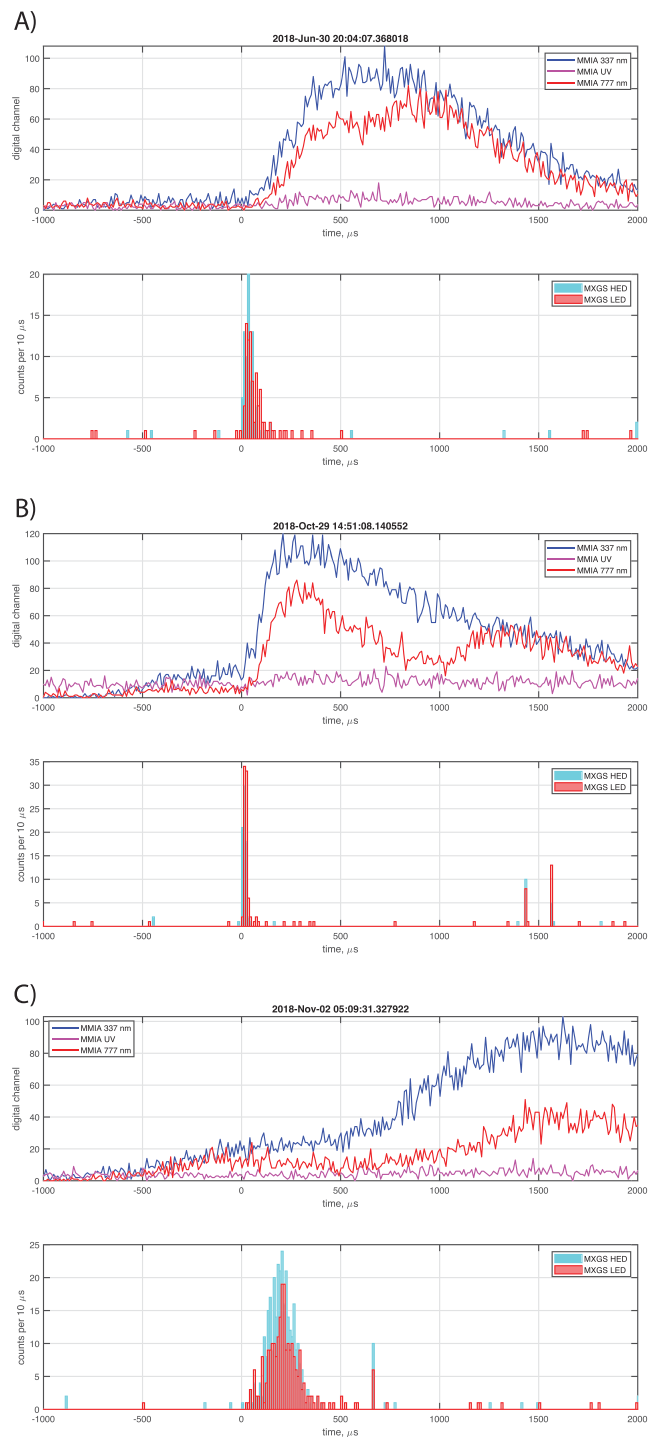 A)
2018-Jun-30 20:04:07.368018
digital channel
100
80
60
40
20
0
MMIA 337 nm
MMIA UV
MMIA 777 nm
-1000 -500 0 500 1000 1500 2000
time, μs
counts per 10 μs
20
15
10
5
0
MXGS HED
MXGS LED
-1000 -500 0 500 1000 1500 2000
time, μs
B)
2018-Oct-29 14:51:08.140552
digital channel
120
100
80
60
40
20
0
MMIA 337 nm
MMIA UV
MMIA 777 nm
-1000 -500 0 500 1000 1500 2000
time, μs
counts per 10 μs
35
30
25
20
15
10
5
0
MXGS HED
MXGS LED
-1000 -500 0 500 1000 1500 2000
time, μs
C)
2018-Nov-02 05:09:31.327922
digital channel
100
80
60
40
20
0
MMIA 337 nm
MMIA UV
MMIA 777 nm
-1000 -500 0 500 1000 1500 2000
time, μs
counts per 10 μs
25
20
15
10
5
0
MXGS HED
MXGS LED
-1000 -500 0 500 1000 1500 2000
time, μs